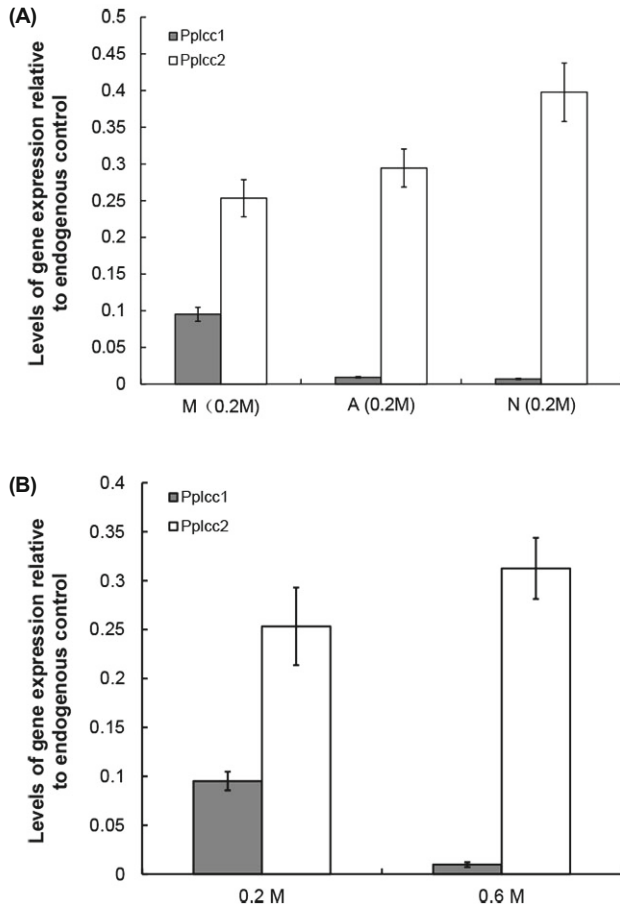 (A)
Levels of gene expression relative
to endogenous control
0.5
0.45
0.4
0.35
0.3
0.25
0.2
0.15
0.1
0.05
0
Pplcc1
Pplcc2
M（0.2M)
A (0.2M)
N (0.2M)
(B)
Levels of gene expression relative
to endogenous control
0.4
0.35
0.3
0.25
0.2
0.15
0.1
0.05
0
Pplcc1
Pplcc2
0.2 M
0.6 M